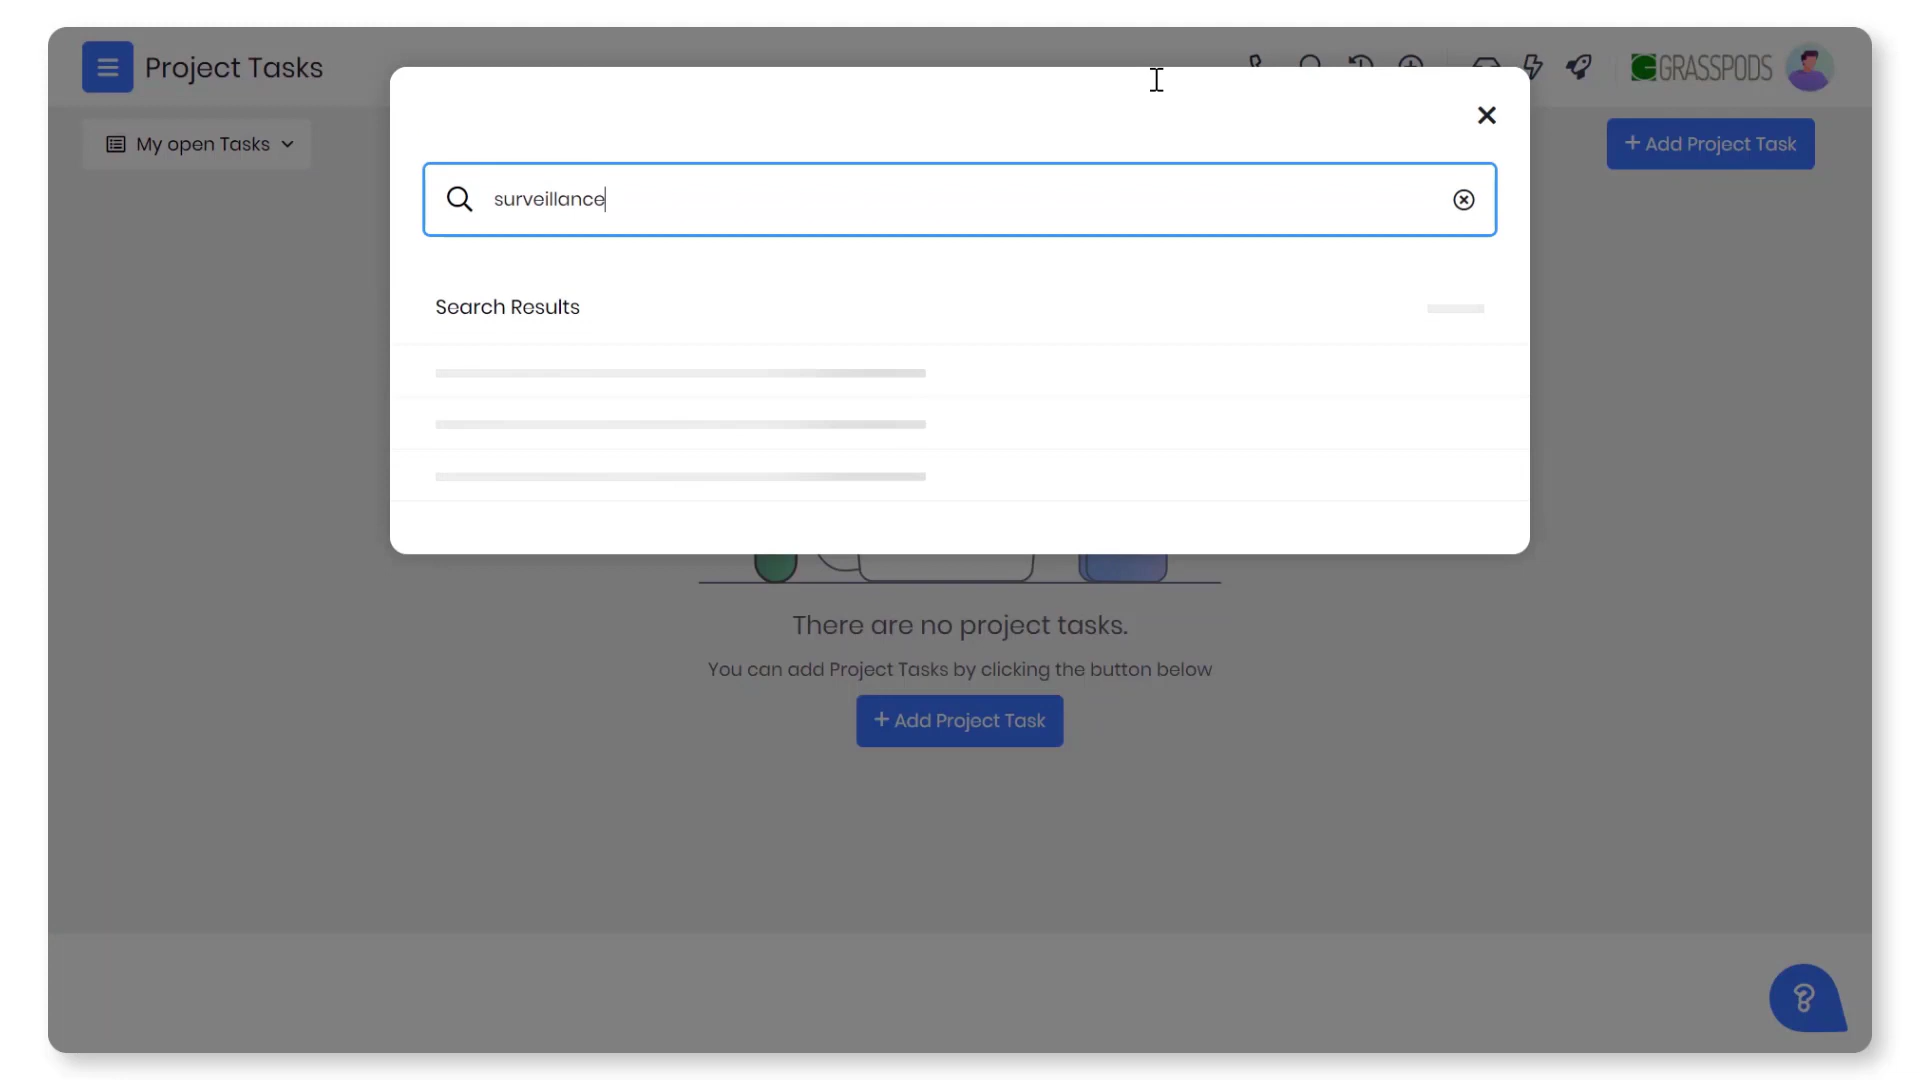 Project Tasks
GRASSPODS
My open Tasks
+ Add Project Task
surveillance
Search Results
There are no project tasks.
You can add Project Tasks by clicking the button below
+ Add Project Task
?